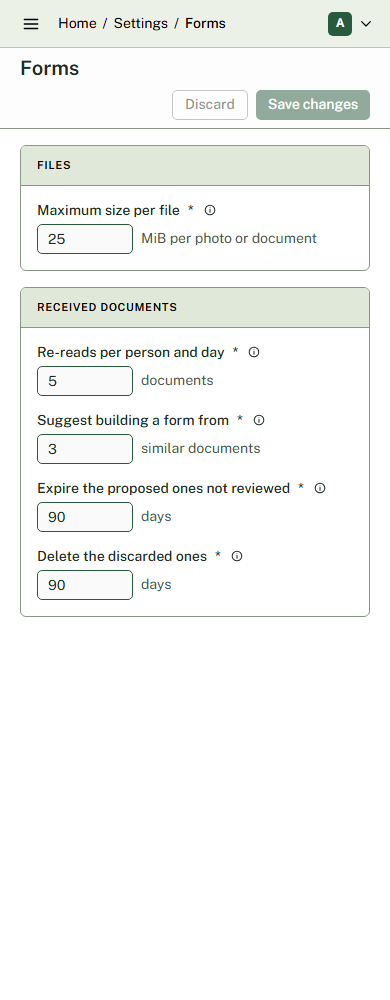 Home / Settings / Forms
A
Forms
Discard
Save changes
FILES
Maximum size per file *
25 MiB per photo or document
RECEIVED DOCUMENTS
Re-reads per person and day *
5 documents
Suggest building a form from *
3 similar documents
Expire the proposed ones not reviewed *
90 days
Delete the discarded ones *
90 days